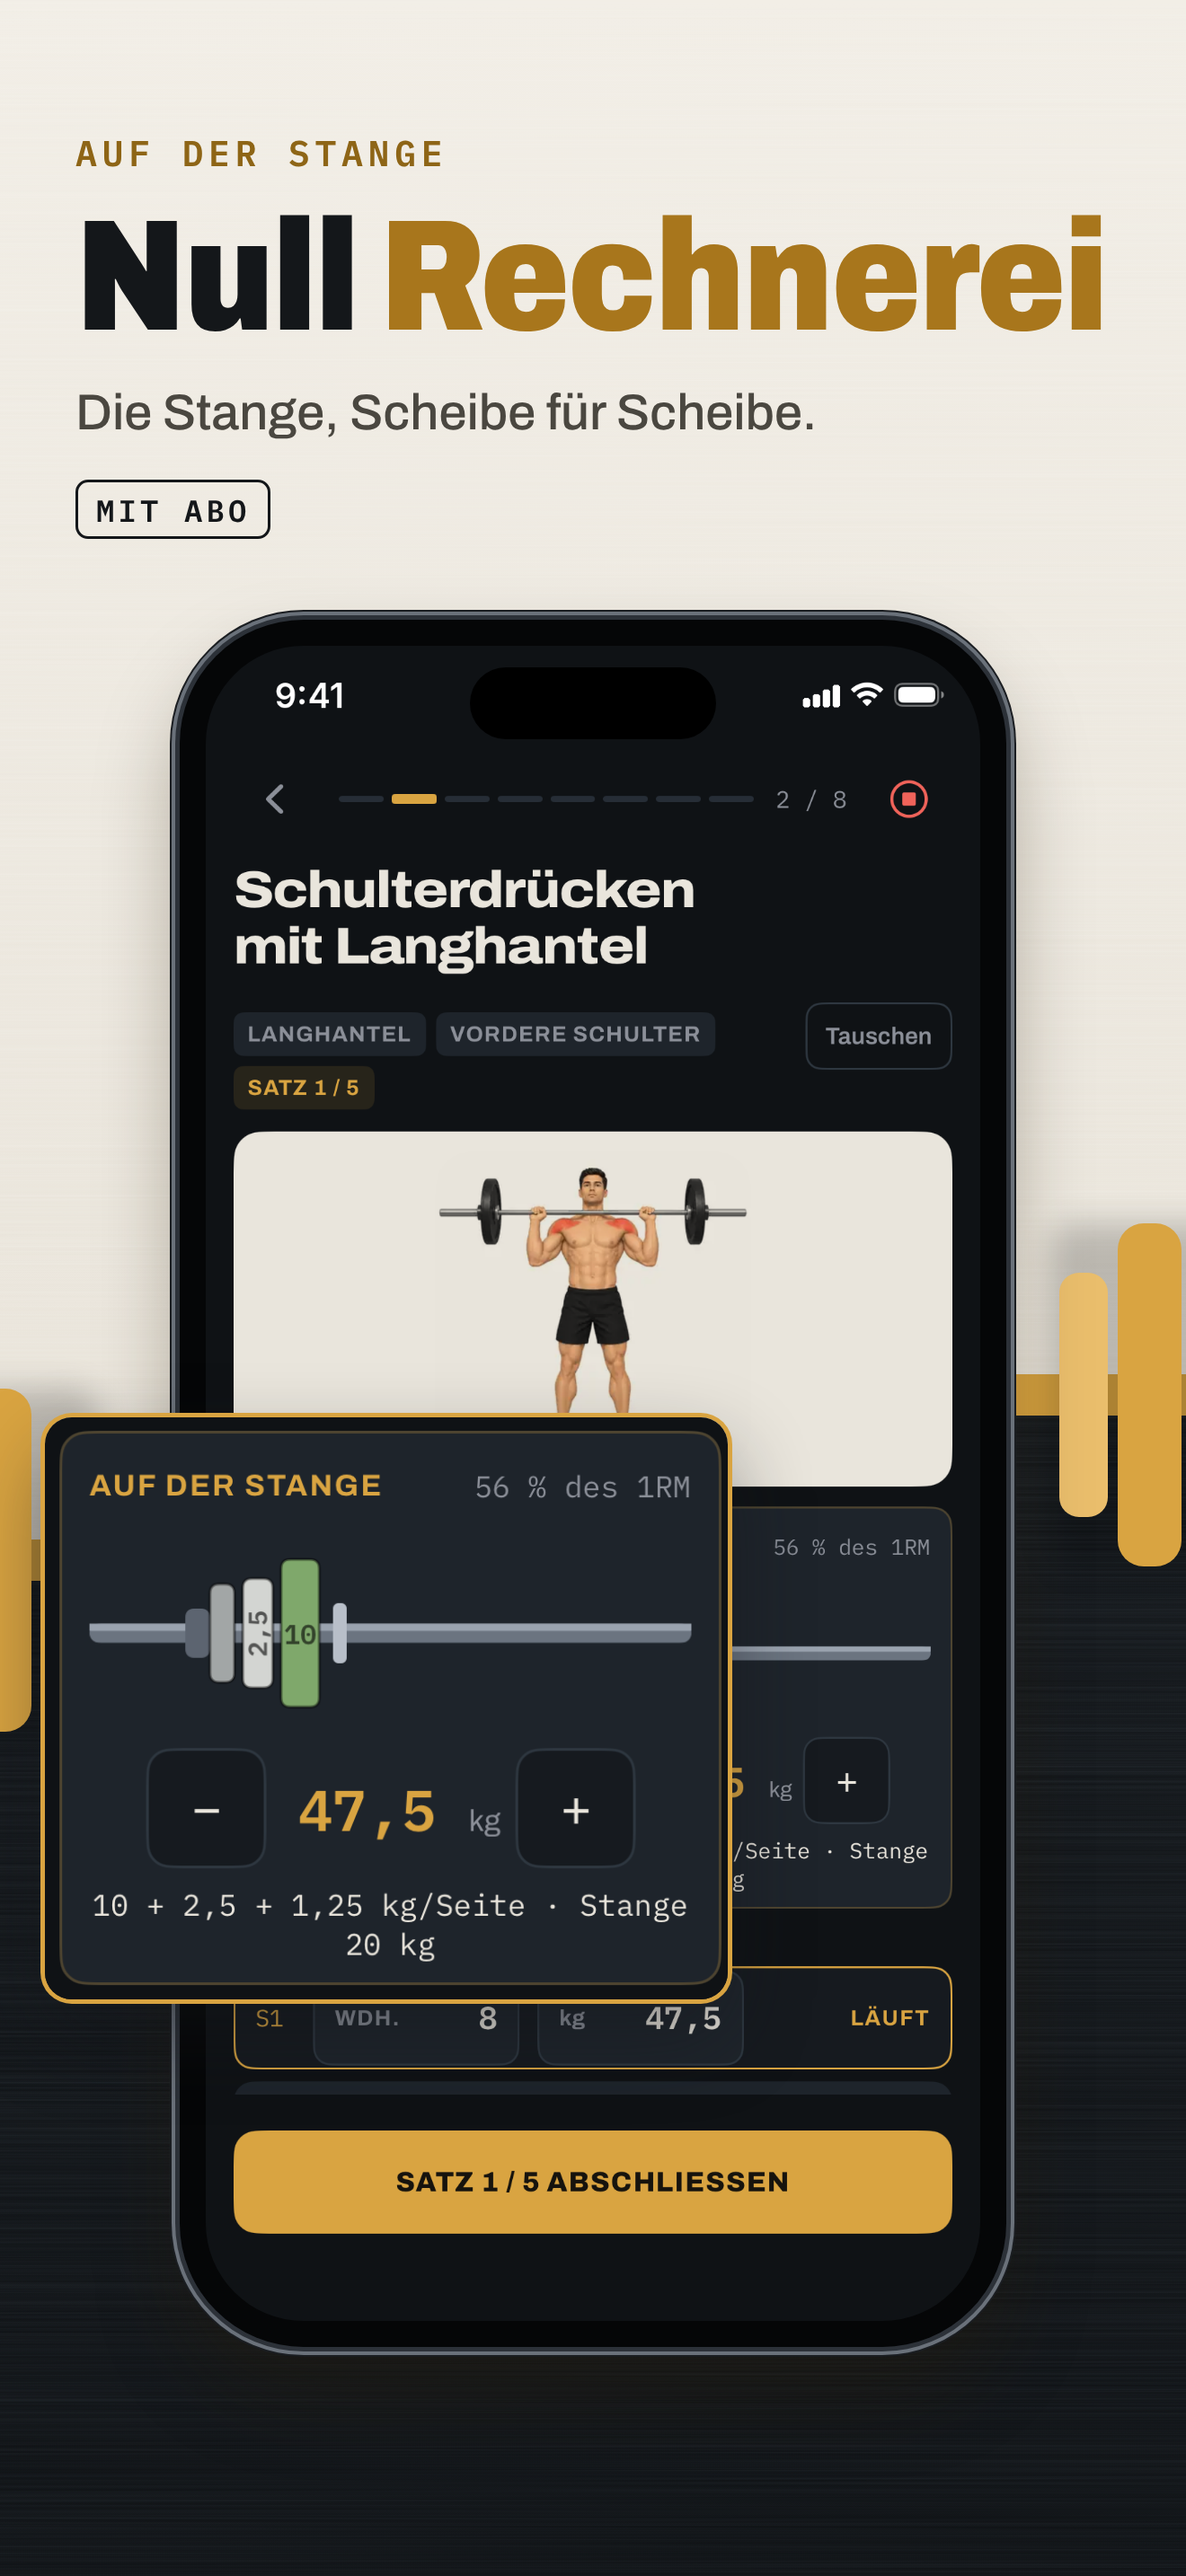 AUF DER STANGE
Null Rechnerei
Die Stange, Scheibe für Scheibe.
MIT ABO
9:41
2 / 8
Schulterdrücken
mit Langhantel
LANGHANTEL
VORDERE SCHULTER
Tauschen
SATZ 1 / 5
AUF DER STANGE
56 % des 1RM
56 % des 1RM
2,5
10
− 47,5 kg +
5 kg +
/Seite · Stange
g
10 + 2,5 + 1,25 kg/Seite · Stange
20 kg
S1 WDH. 8 kg 47,5 LÄUFT
SATZ 1 / 5 ABSCHLIESSEN